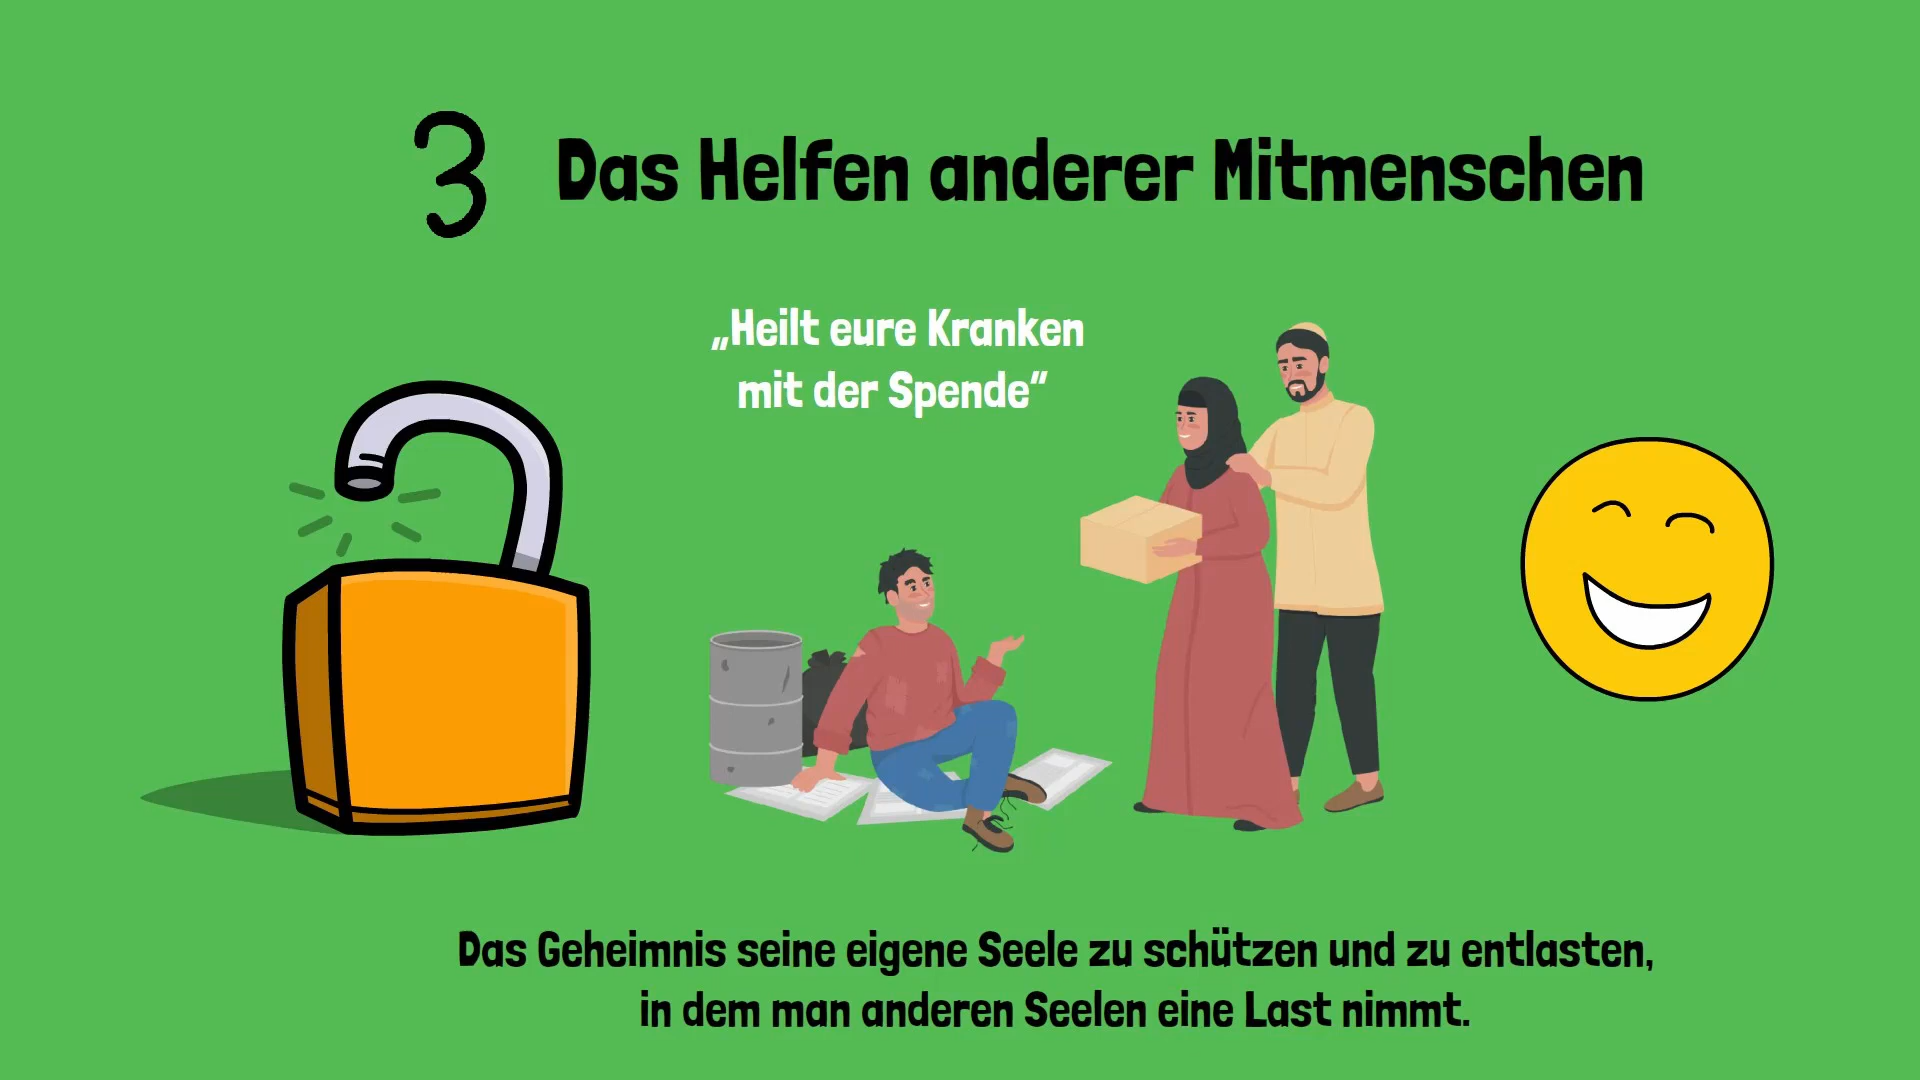 3 Das Helfen anderer Mitmenschen
„Heilt eure Kranken
mit der Spende“
Das Geheimnis seine eigene Seele zu schützen und zu entlasten,
in dem man anderen Seelen eine Last nimmt.